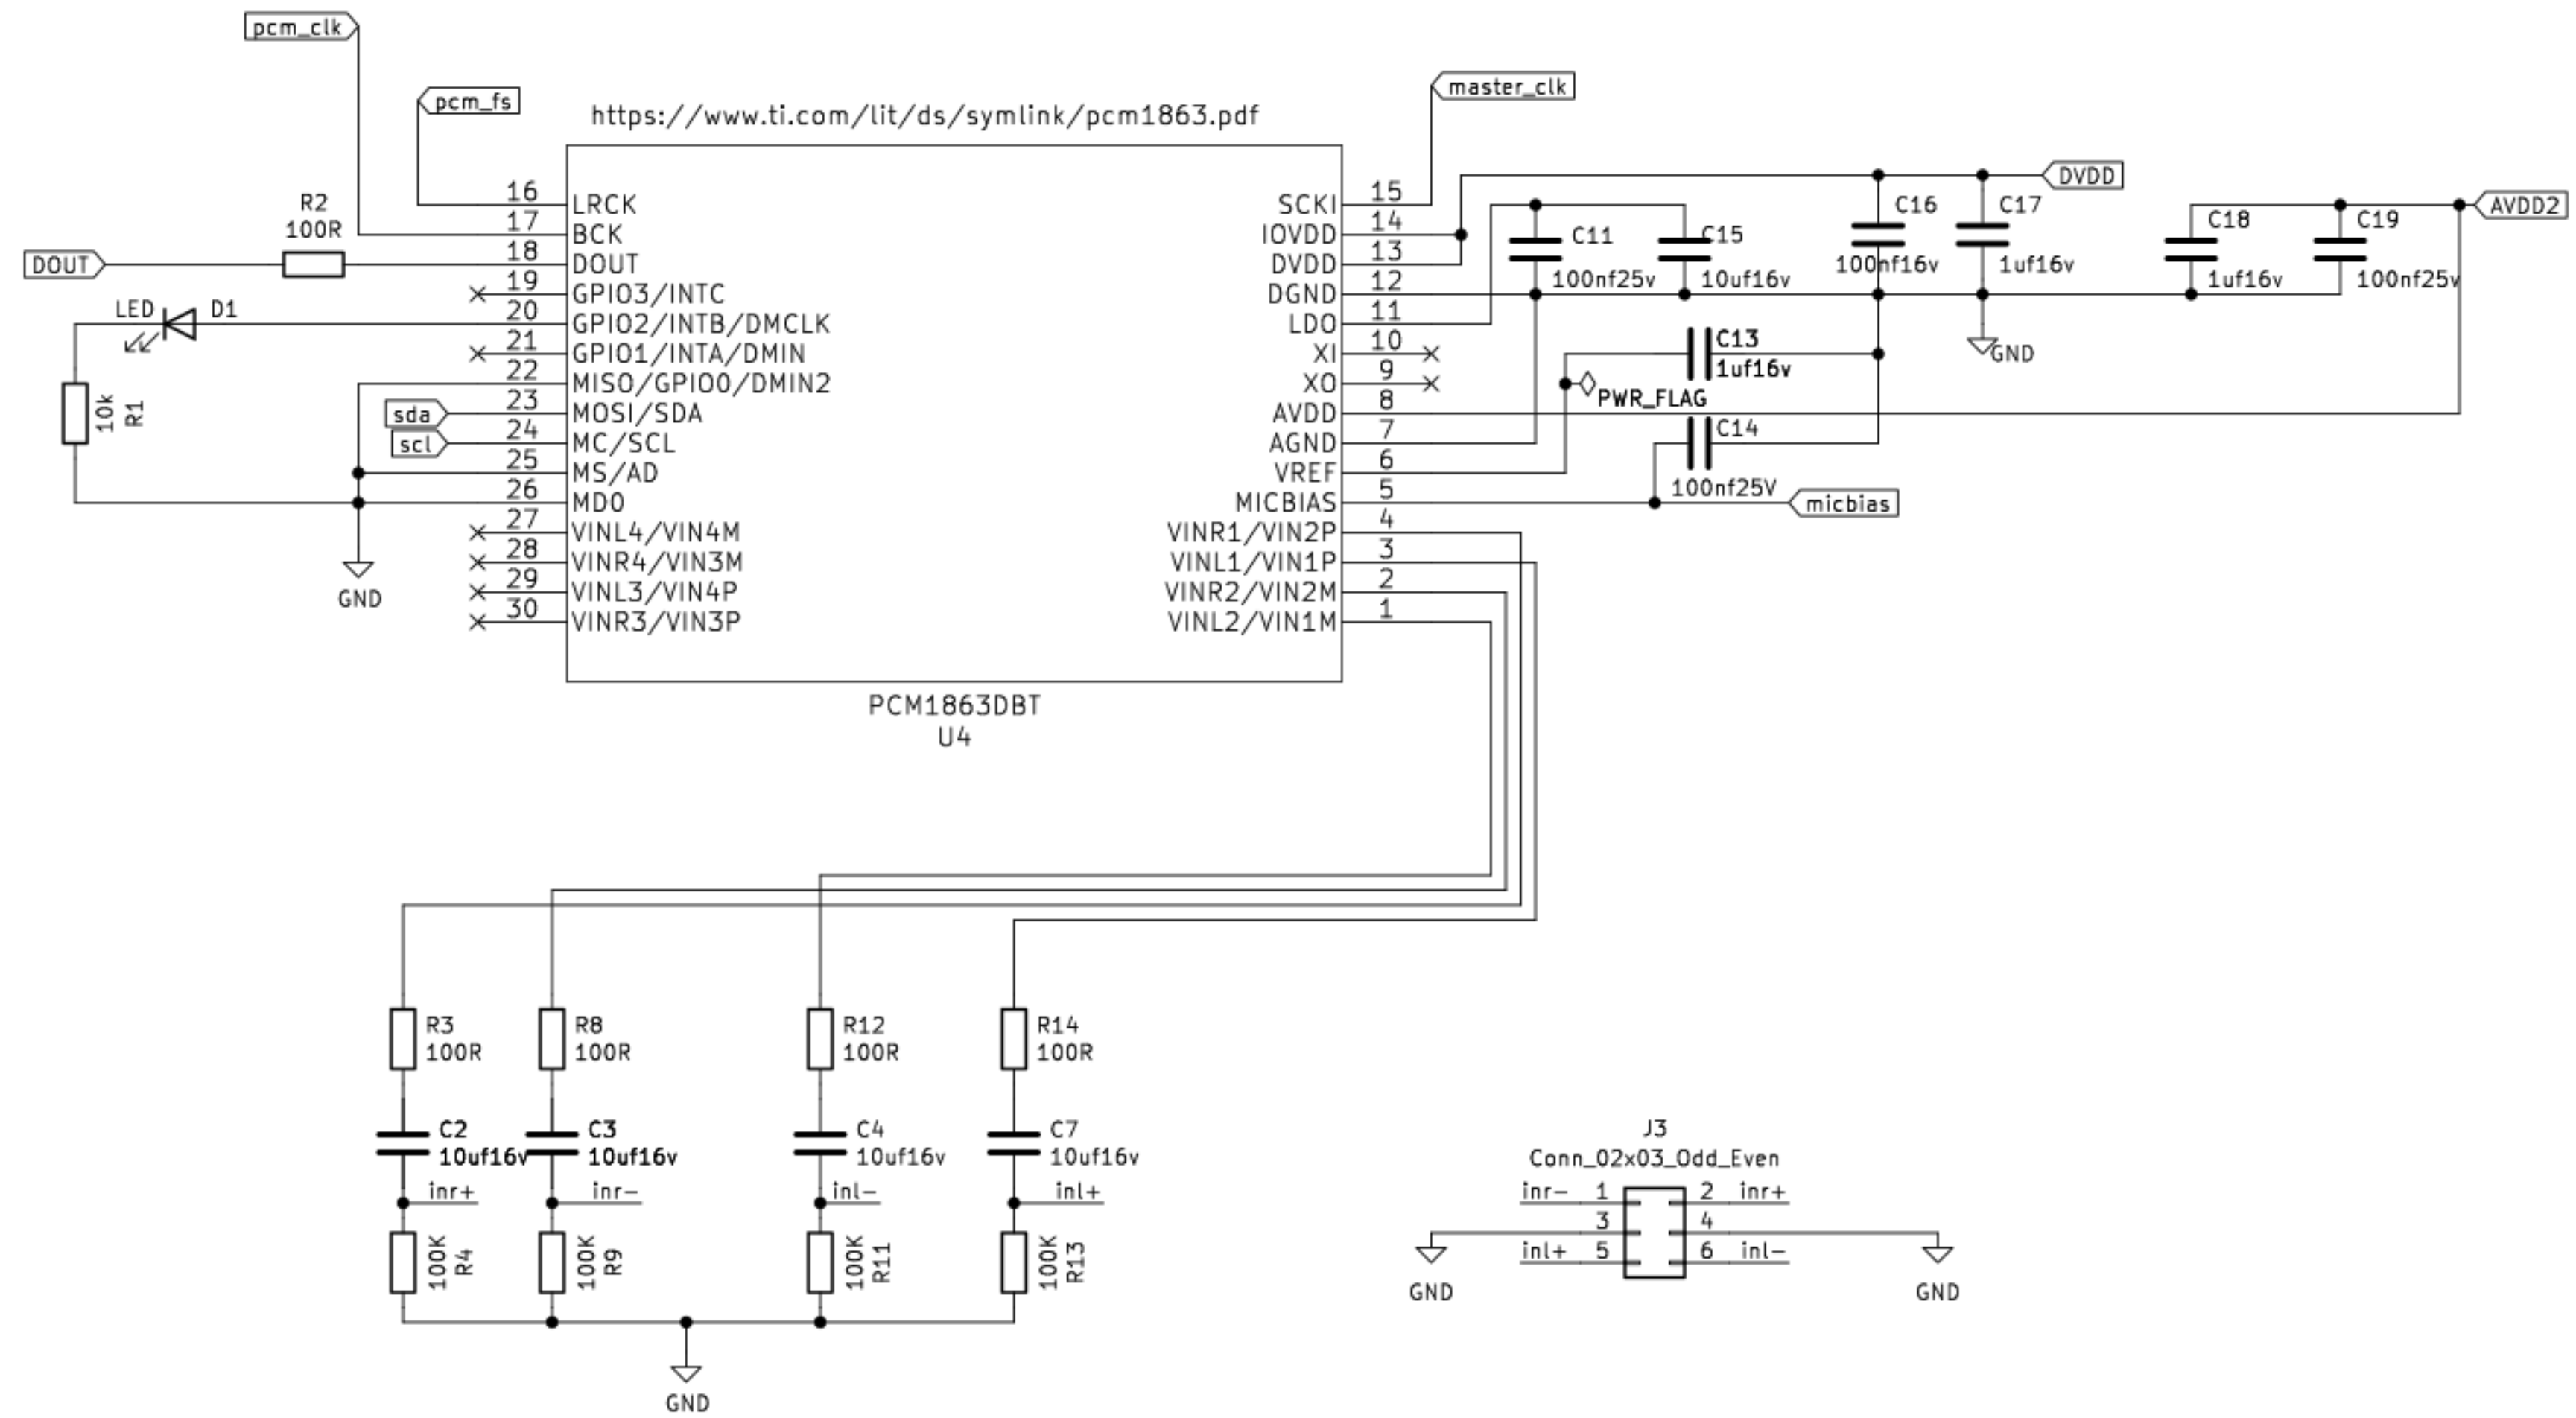 pcm_clk
pcm_fs
https://www.ti.com/lit/ds/symlink/pcm1863.pdf
master_clk
R2
100R
DOUT
LED
D1
10k
R1
sda
scl
GND
16
LRCK
17
BCK
18
DOUT
19
GPIO3/INTC
20
GPIO2/INTB/DMCLK
21
GPIO1/INTA/DMIN
22
MISO/GPIO0/DMIN2
23
MOSI/SDA
24
MC/SCL
25
MS/AD
26
MD0
27
VINL4/VIN4M
28
VINR4/VIN3M
29
VINL3/VIN4P
30
VINR3/VIN3P
SCKI
15
IOVDD
14
DVDD
13
DGND
12
LDO
11
XI
10
XO
9
AVDD
8
AGND
7
VREF
6
MICBIAS
5
VINR1/VIN2P
4
VINL1/VIN1P
3
VINR2/VIN2M
2
VINL2/VIN1M
1
PCM1863DBT
U4
DVDD
AVDD2
C11
100nf25v
C15
10uf16v
C16
100nf16v
C17
1uf16v
C18
1uf16v
C19
100nf25v
GND
C13
1uf16v
PWR_FLAG
C14
100nf25V
micbias
R3
100R
R8
100R
R12
100R
R14
100R
C2
10uf16v
C3
10uf16v
C4
10uf16v
C7
10uf16v
inr+
inr-
inl-
inl+
100K
R4
100K
R9
100K
R11
100K
R13
GND
J3
Conn_02x03_Odd_Even
inr- 1
2 inr+
3
4
inl+ 5
6 inl-
GND
GND